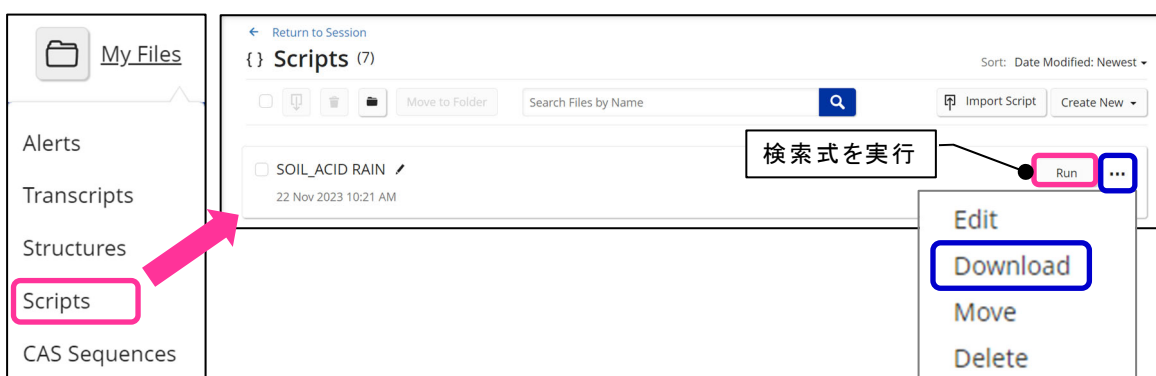 My Files
Alerts
Transcripts
Structures
Scripts
CAS Sequences
← Return to Session
{ } Scripts (7)
Sort: Date Modified: Newest
Move to Folder
Search Files by Name
Import Script
Create New
検索式を実行
SOIL_ACID RAIN
Run
22 Nov 2023 10:21 AM
Edit
Download
Move
Delete